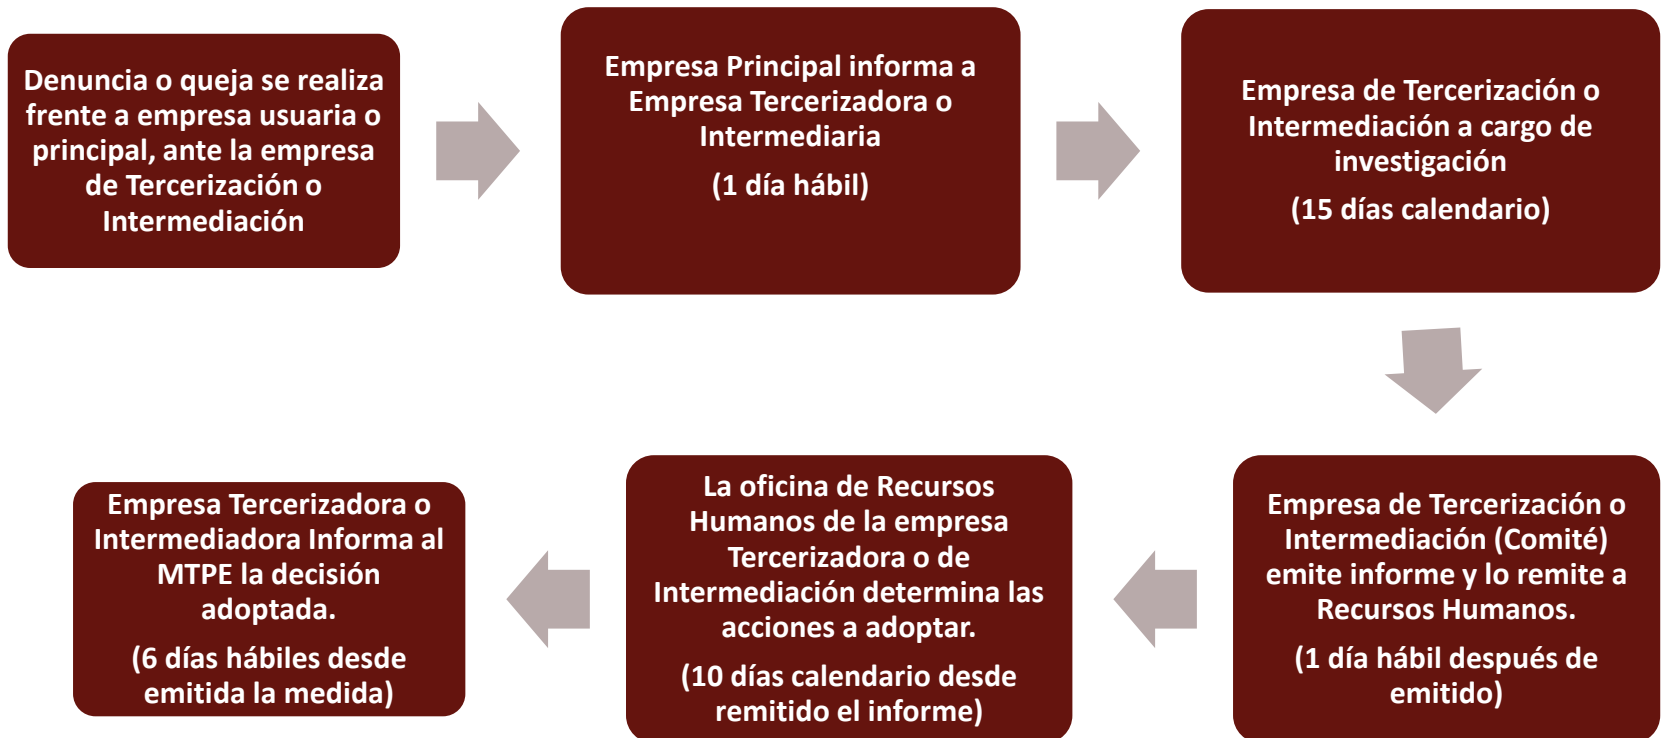 Denuncia o queja se realiza
frente a empresa usuaria o
principal, ante la empresa
de Tercerización o
Intermediación
Empresa Principal informa a
Empresa Tercerizadora o
Intermediaria
(1 día hábil)
Empresa de Tercerización o
Intermediación a cargo de
investigación
(15 días calendario)
Empresa de Tercerización o
Intermediación (Comité)
emite informe y lo remite a
Recursos Humanos.
(1 día hábil después de
emitido)
La oficina de Recursos
Humanos de la empresa
Tercerizadora o de
Intermediación determina las
acciones a adoptar.
(10 días calendario desde
remitido el informe)
Empresa Tercerizadora o
Intermediadora Informa al
MTPE la decisión
adoptada.
(6 días hábiles desde
emitida la medida)